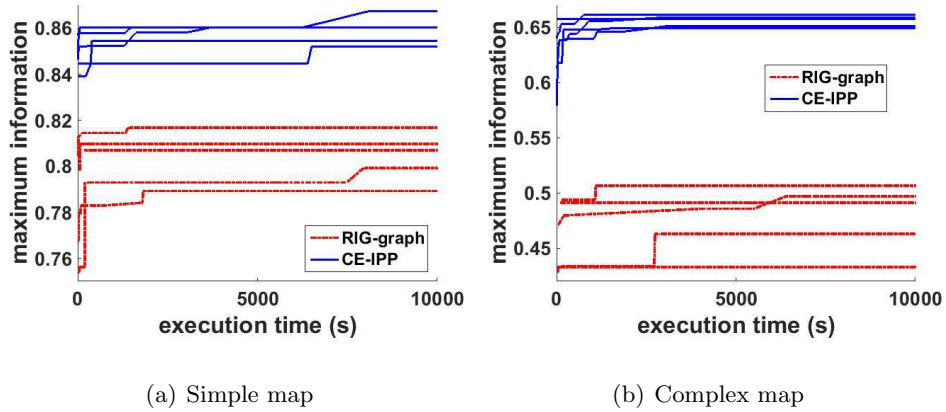 maximum information
0.86
0.84
0.82
0.8
0.78
0.76
RIG-graph
CE-IPP
0
5000
10000
execution time (s)
(a) Simple map
maximum information
0.65
0.6
0.55
0.5
0.45
RIG-graph
CE-IPP
0
5000
10000
execution time (s)
(b) Complex map